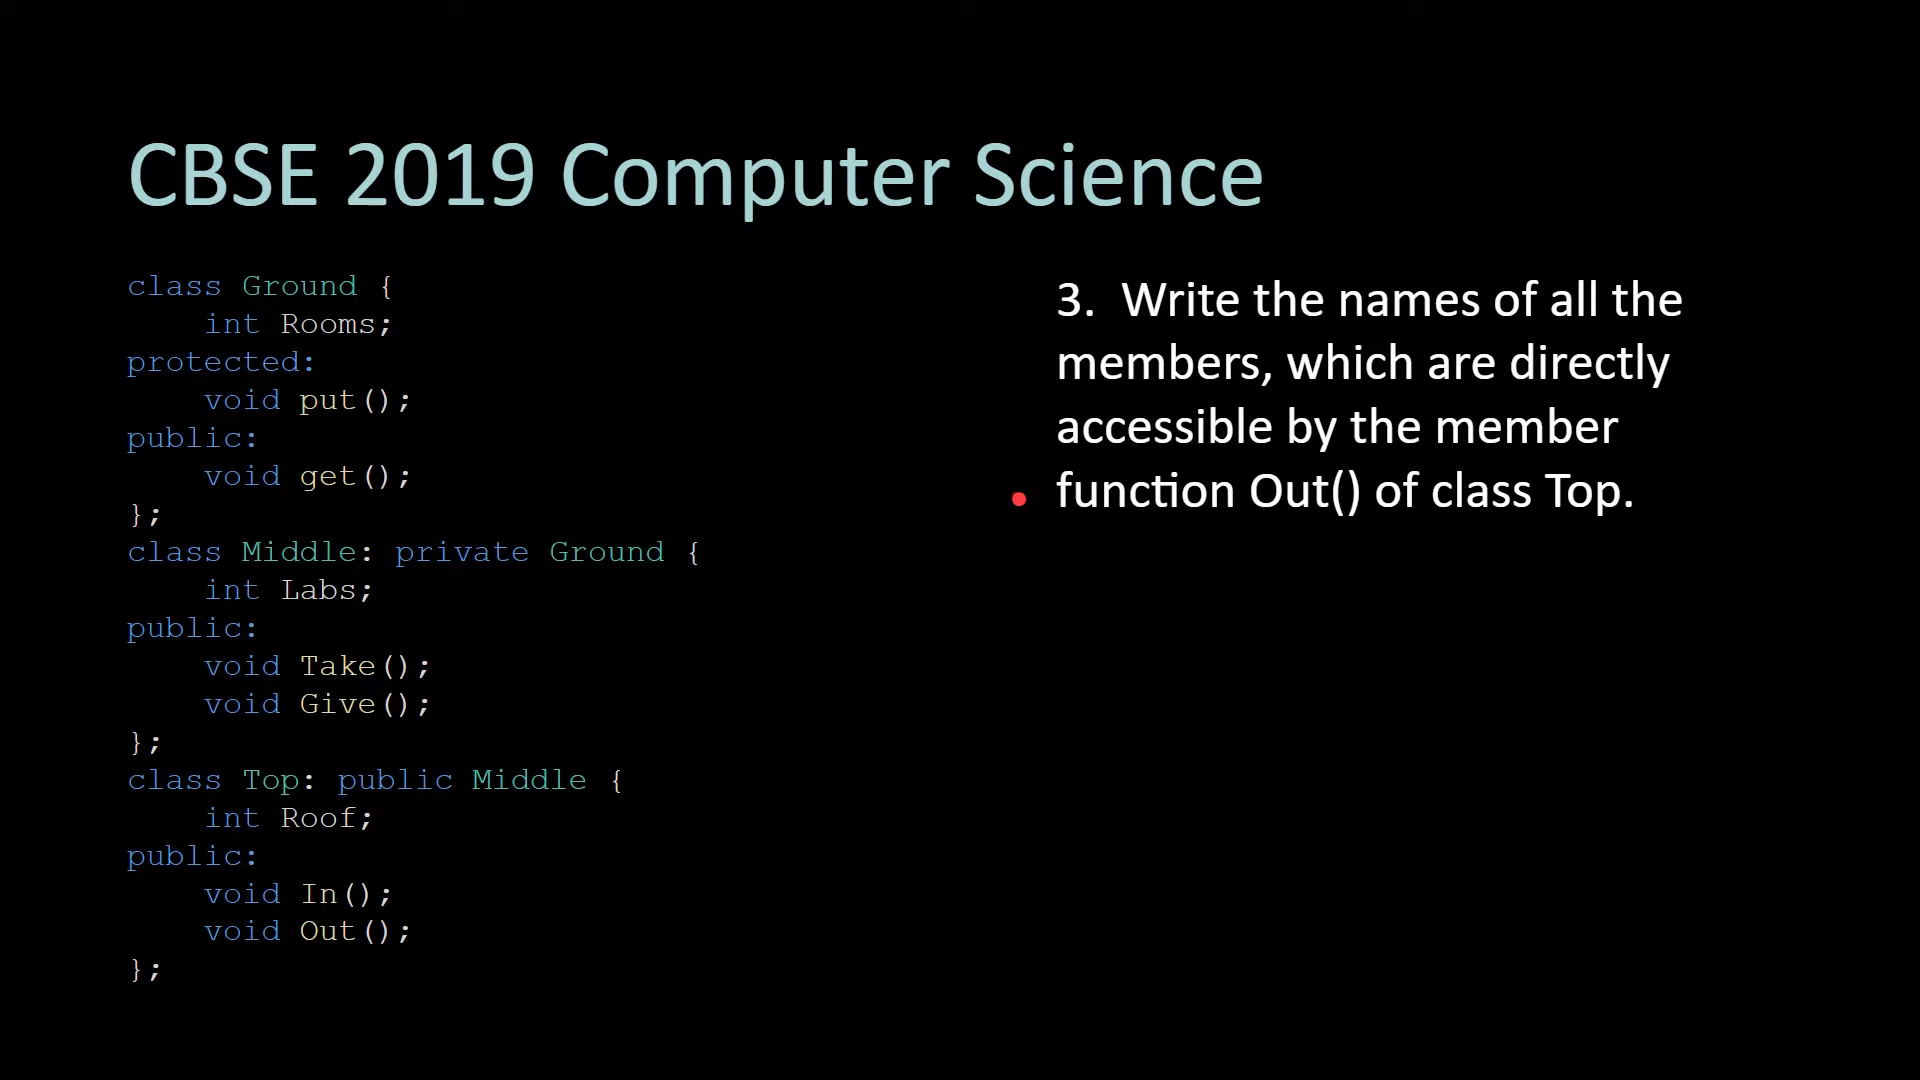 CBSE 2019 Computer Science
class Ground {
    int Rooms;
protected:
    void put();
public:
    void get();
};
class Middle: private Ground {
    int Labs;
public:
    void Take();
    void Give();
};
class Top: public Middle {
    int Roof;
public:
    void In();
    void Out();
};
3. Write the names of all the
members, which are directly
accessible by the member
function Out() of class Top.